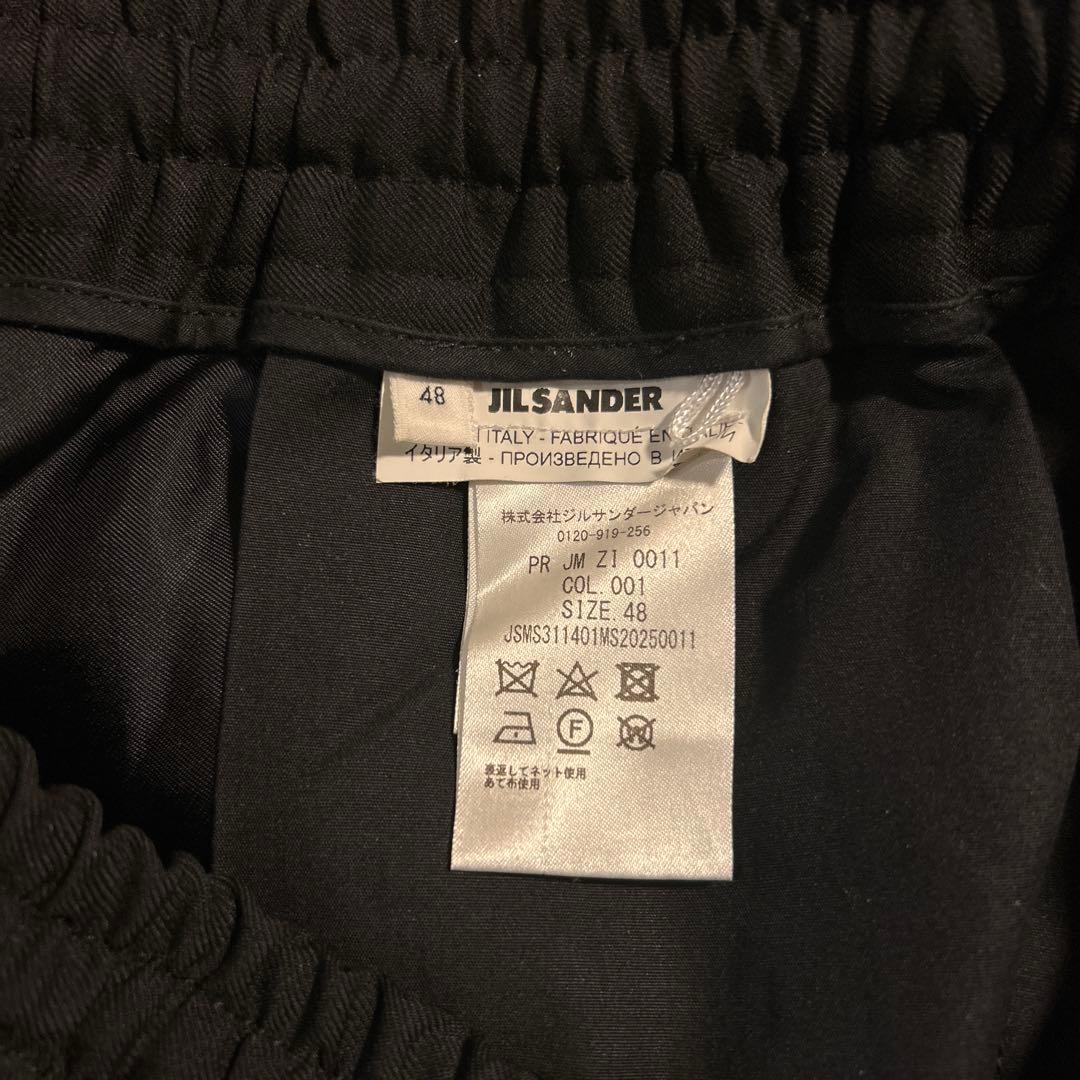 48
JIL SANDER
ITALY - FABRIQUÉ EN
イタリア製 - ПРОИЗВЕДЕНО В
株式会社ジルサンダージャパン
0120-919-256
PR JM ZI 0011
COL. 001
SIZE 48
JSMS311401MS20250011
F
W
裏返してネット使用
あて布使用